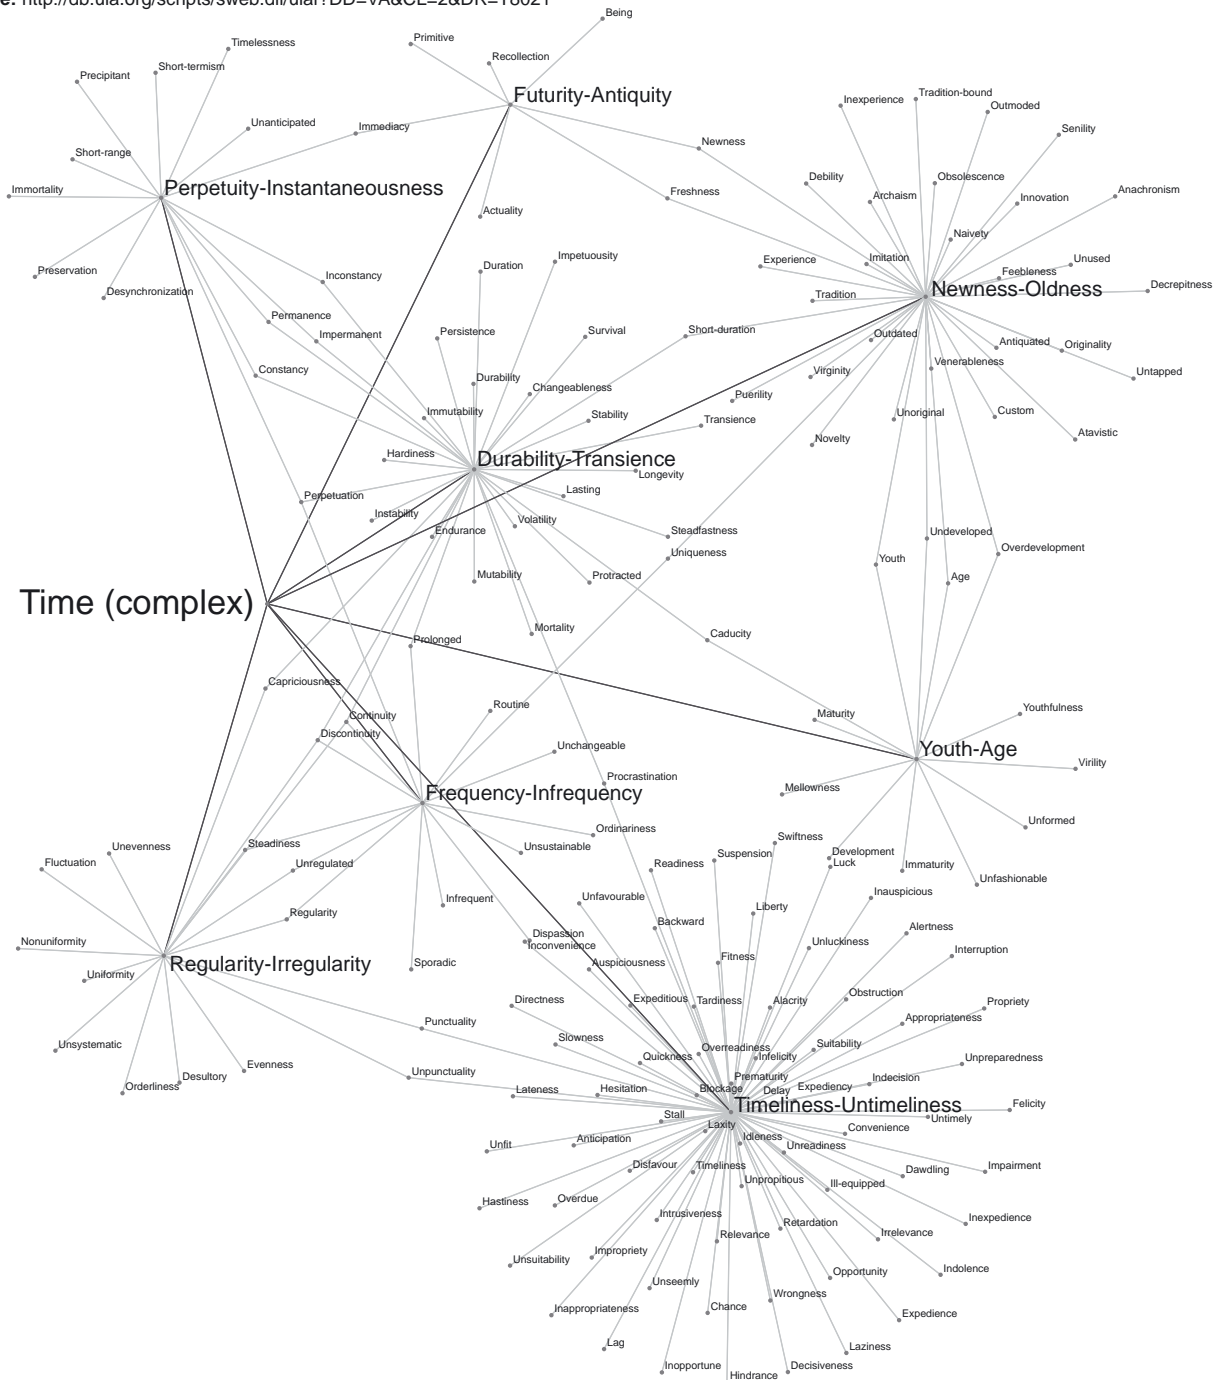 e: http://db.uia.org/scripts/sweb.dll/uiaf?DD=VA&CL=2&DR=T8021
Being
Primitive
Timelessness
Recollection
Short-termism
Precipitant
Futurity-Antiquity
Tradition-bound
Inexperience
Outmoded
Unanticipated
Immediacy
Senility
Newness
Short-range
Debility
Obsolescence
Perpetuity-Instantaneousness
Immortality
Freshness
Archaism
Innovation
Anachronism
Actuality
Naivety
Impetuosity
Experience
Imitation
Unused
Duration
Feebleness
Preservation
Inconstancy
Newness-Oldness
Decrepitness
Desynchronization
Tradition
Permanence
Impermanent
Persistence
Survival
Short-duration
Outdated
Antiquated
Originality
Venerableness
Constancy
Virginity
Untapped
Durability
Changeableness
Puerility
Immutability
Stability
Transience
Unoriginal
Custom
Novelty
Atavistic
Hardiness
Durability-Transience
Longevity
Lasting
Perpetuation
Instability
Volatility
Endurance
Steadfastness
Undeveloped
Uniqueness
Overdevelopment
Youth
Mutability
Protracted
Age
Time (complex)
Mortality
Prolonged
Caducity
Capriciousness
Routine
Continuity
Maturity
Youthfulness
Discontinuity
Unchangeable
Youth-Age
Virility
Procrastination
Mellowness
Frequency-Infrequency
Ordinariness
Unformed
Swiftness
Unevenness
Steadiness
Unsustainable
Suspension
Development
Fluctuation
Unregulated
Readiness
Luck
Immaturity
Unfashionable
Inauspicious
Infrequent
Unfavourable
Liberty
Regularity
Backward
Alertness
Dispassion
Nonuniformity
Inconvenience
Unluckiness
Interruption
Regularity-Irregularity
Sporadic
Auspiciousness
Fitness
Uniformity
Directness
Expeditious
Tardiness
Alacrity
Obstruction
Propriety
Punctuality
Appropriateness
Unsystematic
Slowness
Overreadiness
Suitability
Quickness
Infelicity
Unpreparedness
Evenness
Unpunctuality
Desultory
Orderliness
Prematurity
Indecision
Lateness
Hesitation
Blockage
Delay
Expediency
Timeliness-Untimeliness
Felicity
Stall
Untimely
Laxity
Convenience
Unfit
Anticipation
Idleness
Unreadiness
Disfavour
Timeliness
Dawdling
Impairment
Unpropitious
Ill-equipped
Hastiness
Overdue
Intrusiveness
Retardation
Inexpedience
Relevance
Irrelevance
Unsuitability
Impropriety
Opportunity
Indolence
Unseemly
Wrongness
Inappropriateness
Chance
Expedience
Lag
Laziness
Inopportune
Decisiveness
Hindrance